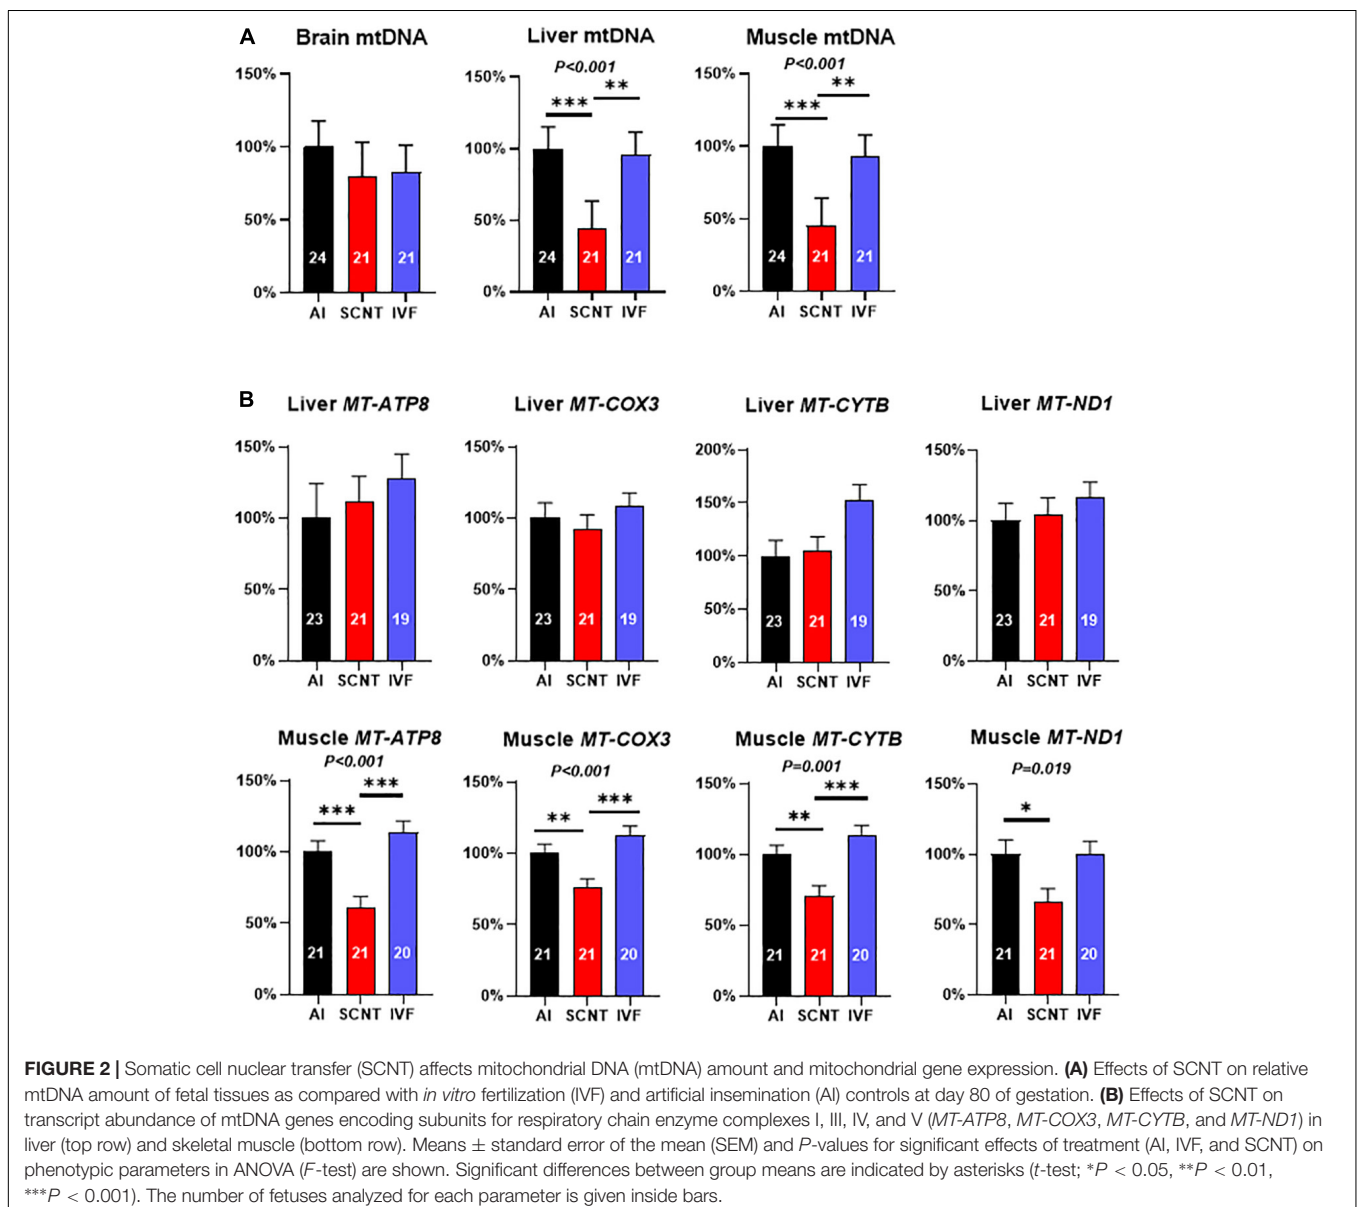 A
Brain mtDNA
150%
100%
50%
0%
24
21
21
AI SCNT IVF
Liver mtDNA
P<0.001
150%
100%
50%
0%
*** **
24
21
21
AI SCNT IVF
Muscle mtDNA
P<0.001
150%
100%
50%
0%
*** **
24
21
21
AI SCNT IVF
B
Liver MT-ATP8
150%
100%
50%
0%
23
21
19
AI SCNT IVF
Liver MT-COX3
150%
100%
50%
0%
23
21
19
AI SCNT IVF
Liver MT-CYTB
200%
150%
100%
50%
0%
23
21
19
AI SCNT IVF
Liver MT-ND1
150%
100%
50%
0%
23
21
19
AI SCNT IVF
Muscle MT-ATP8
P<0.001
150%
100%
50%
0%
*** ***
21
21
20
AI SCNT IVF
Muscle MT-COX3
P<0.001
150%
100%
50%
0%
** ***
21
21
20
AI SCNT IVF
Muscle MT-CYTB
P=0.001
150%
100%
50%
0%
** ***
21
21
20
AI SCNT IVF
Muscle MT-ND1
P=0.019
150%
100%
50%
0%
*
21
21
20
AI SCNT IVF
FIGURE 2 | Somatic cell nuclear transfer (SCNT) affects mitochondrial DNA (mtDNA) amount and mitochondrial gene expression. (A) Effects of SCNT on relative
mtDNA amount of fetal tissues as compared with in vitro fertilization (IVF) and artificial insemination (AI) controls at day 80 of gestation. (B) Effects of SCNT on
transcript abundance of mtDNA genes encoding subunits for respiratory chain enzyme complexes I, III, IV, and V (MT-ATP8, MT-COX3, MT-CYTB, and MT-ND1) in
liver (top row) and skeletal muscle (bottom row). Means ± standard error of the mean (SEM) and P-values for significant effects of treatment (AI, IVF, and SCNT) on
phenotypic parameters in ANOVA (F-test) are shown. Significant differences between group means are indicated by asterisks (t-test; *P < 0.05, **P < 0.01,
***P < 0.001). The number of fetuses analyzed for each parameter is given inside bars.